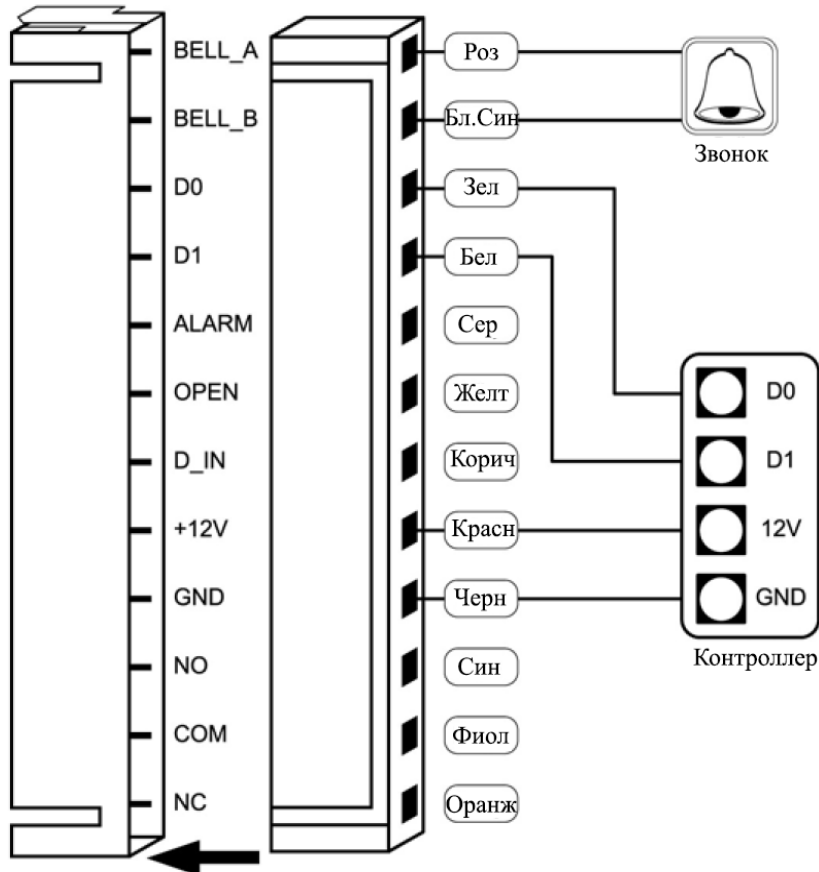 BELL_A
Роз
BELL_B
Бл.Син
Звонок
D0
Зел
D1
Бел
ALARM
Сер
OPEN
Желт
D0
D_IN
Корич
D1
+12V
Красн
12V
GND
Черн
GND
NO
Син
Контроллер
COM
Фиол
NC
Оранж